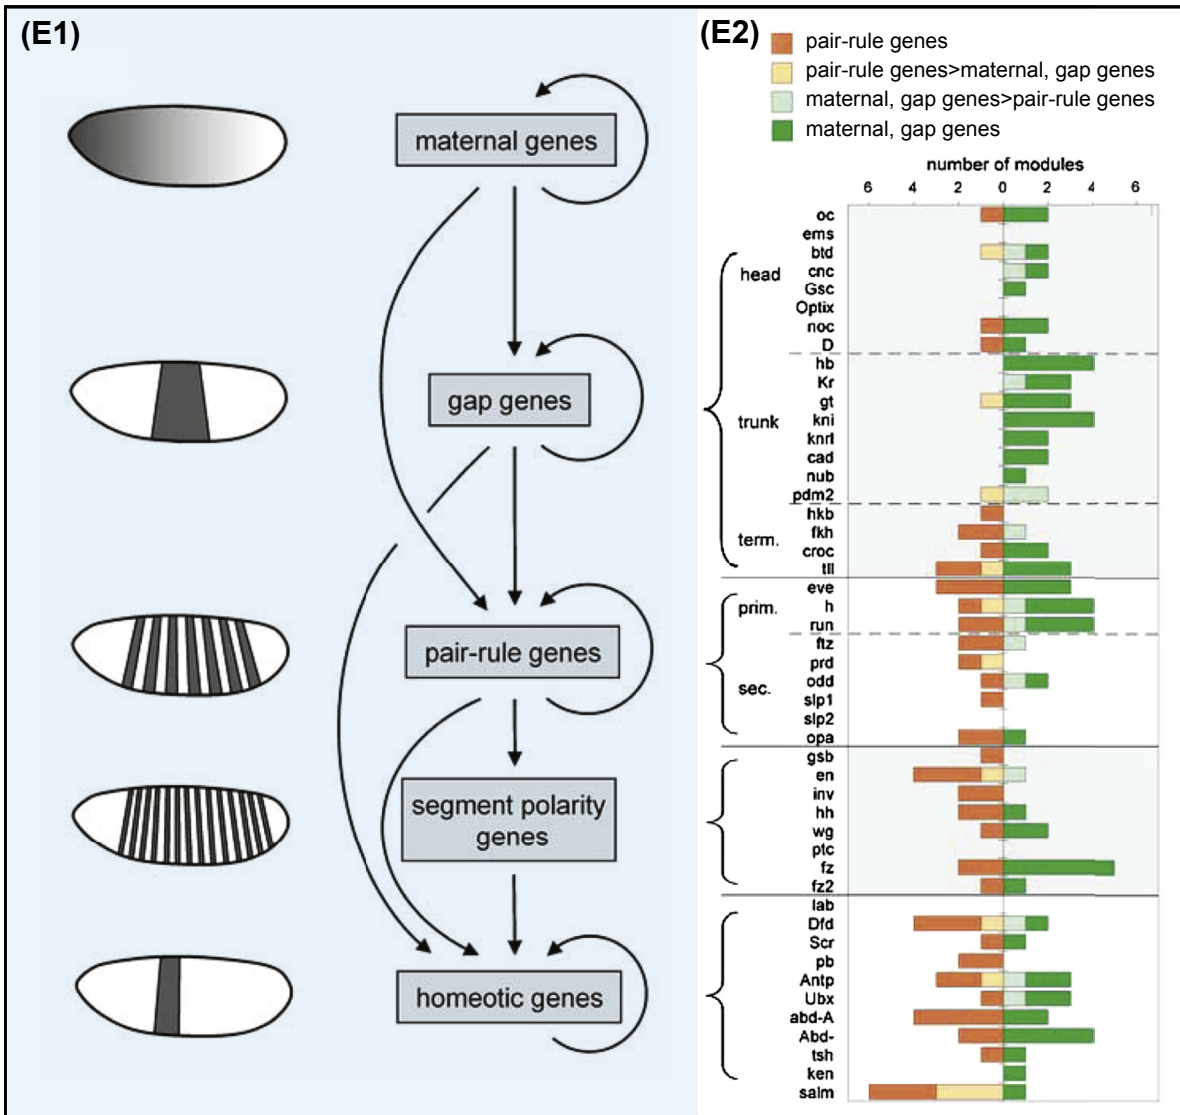 (E1)
maternal genes
gap genes
pair-rule genes
segment polarity
genes
homeotic genes
(E2)
pair-rule genes
pair-rule genes>maternal, gap genes
maternal, gap genes>pair-rule genes
maternal, gap genes
number of modules
6 4 2 0 2 4 6
head
trunk
term.
prim.
sec.
oc
ems
btd
cnc
Gsc
Optix
noc
D
hb
Kr
gt
kni
knrl
cad
nub
pdm2
hkb
fkh
croc
tll
eve
h
run
ftz
prd
odd
slp1
slp2
opa
gsb
en
inv
hh
wg
ptc
fz
fz2
lab
Dfd
Scr
pb
Antp
Ubx
abd-A
Abd-
tsh
ken
salm